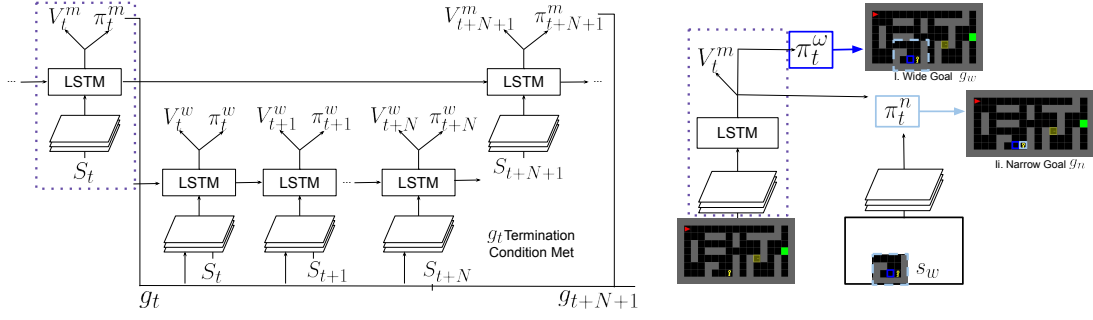 V_t^m π_t^m
LSTM
...
S_t
V_{t+N+1}^m π_{t+N+1}^m
LSTM
...
S_{t+N+1}
V_t^w π_t^w
V_{t+1}^w π_{t+1}^w
V_{t+N}^w π_{t+N}^w
LSTM
LSTM
...
LSTM
S_t
S_{t+1}
S_{t+N}
g_t Termination
Condition Met
g_t
g_{t+N+1}
V_t^m
π_t^ω
I. Wide Goal g_w
LSTM
π_t^n
Ii. Narrow Goal g_n
s_w